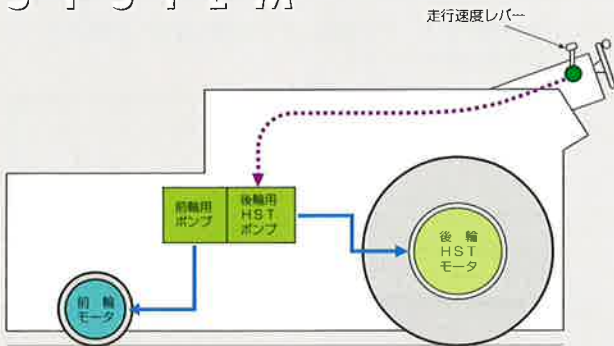 SYSTEM
走行速度レバー
前輪用
ポンプ
後輪用
HST
ポンプ
後 輪
HST
モータ
前 輪
モータ